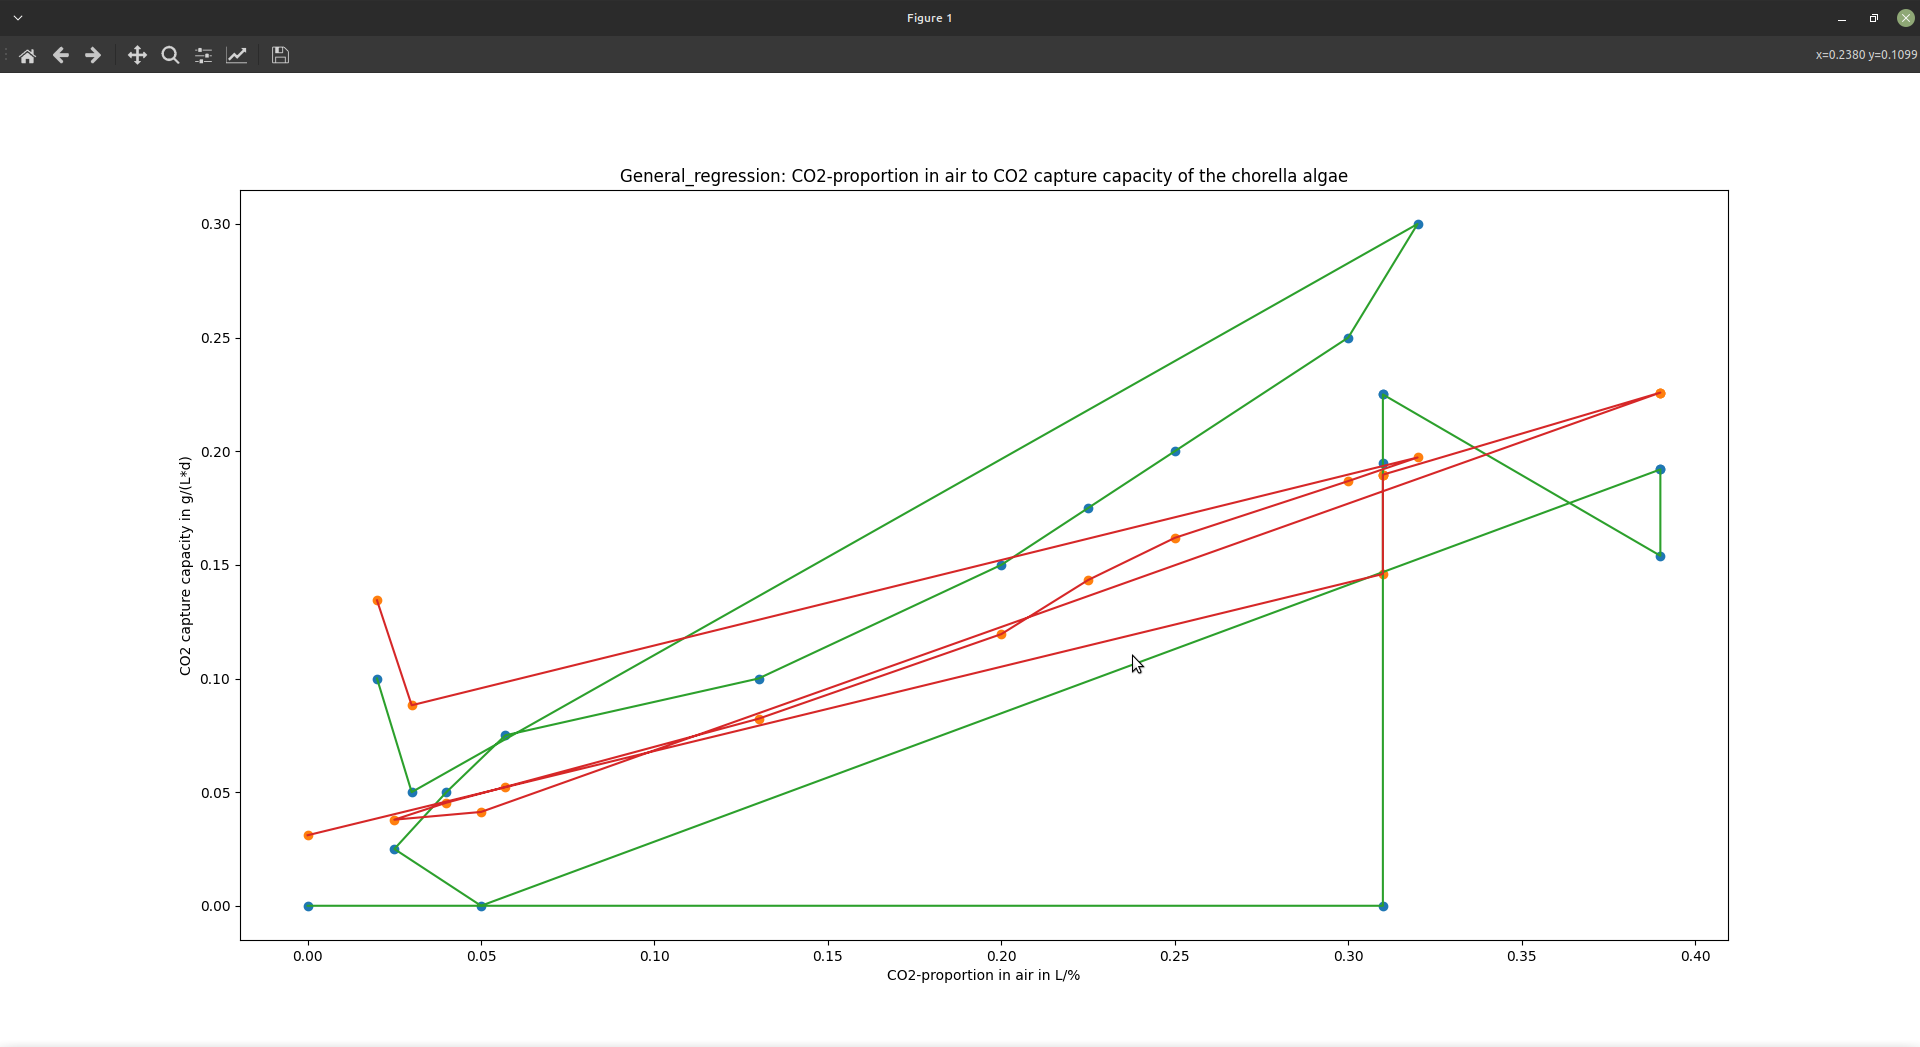 Figure 1
x=0.2380 y=0.1099
General_regression: CO2-proportion in air to CO2 capture capacity of the chorella algae
CO2 capture capacity in g/(L*d)
0.30
0.25
0.20
0.15
0.10
0.05
0.00
0.00 0.05 0.10 0.15 0.20 0.25 0.30 0.35 0.40
CO2-proportion in air in L/%